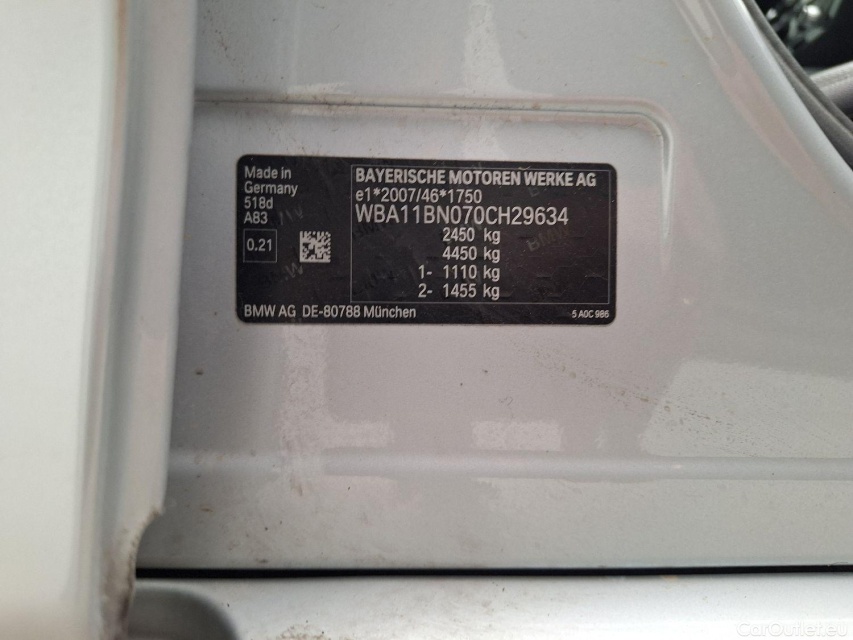 Made in
Germany
518d
A83
0.21
BAYERISCHE MOTOREN WERKE AG
e1*2007/46*1750
WBA11BN070CH29634
2450 kg
4450 kg
1- 1110 kg
2- 1455 kg
BMW AG DE-80788 München
5 A0C 986
CarOutlet.eu